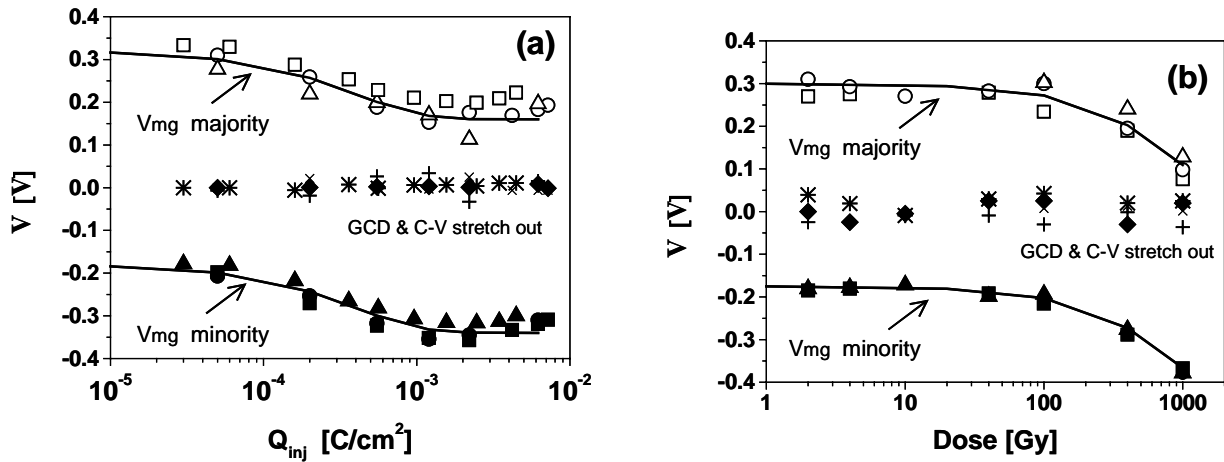 (a)
0.4
0.3
0.2
0.1
0.0
-0.2
-0.3
-0.4
V [V]
Vmg majority
GCD & C-V stretch out
Vmg minority
10^-5
10^-4
10^-3
10^-2
Q_inj [C/cm^2]
(b)
0.4
0.3
0.2
0.1
0.0
-0.1
-0.2
-0.3
-0.4
V [V]
Vmg majority
GCD & C-V stretch out
Vmg minority
1
10
100
1000
Dose [Gy]